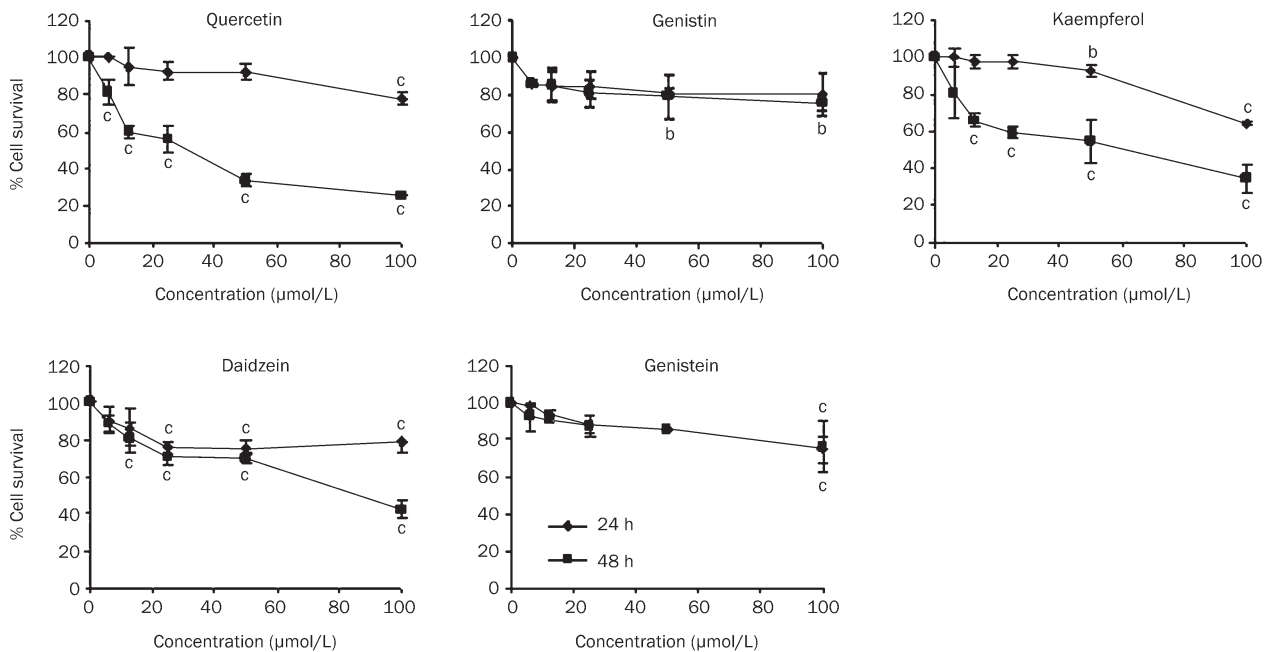 Quercetin
120
100
80
60
40
20
0
% Cell survival
c
c
c
c
c
c
0 20 40 60 80 100
Concentration (μmol/L)
Genistin
120
100
80
60
40
20
0
b
b
0 20 40 60 80 100
Concentration (μmol/L)
Kaempferol
120
100
80
60
40
20
0
b
c
c
c
c
c
0 20 40 60 80 100
Concentration (μmol/L)
Daidzein
120
100
80
60
40
20
0
% Cell survival
c
c
c
c
c
c
c
0 20 40 60 80 100
Concentration (μmol/L)
Genistein
120
100
80
60
40
20
0
c
c
24 h
48 h
0 20 40 60 80 100
Concentration (μmol/L)